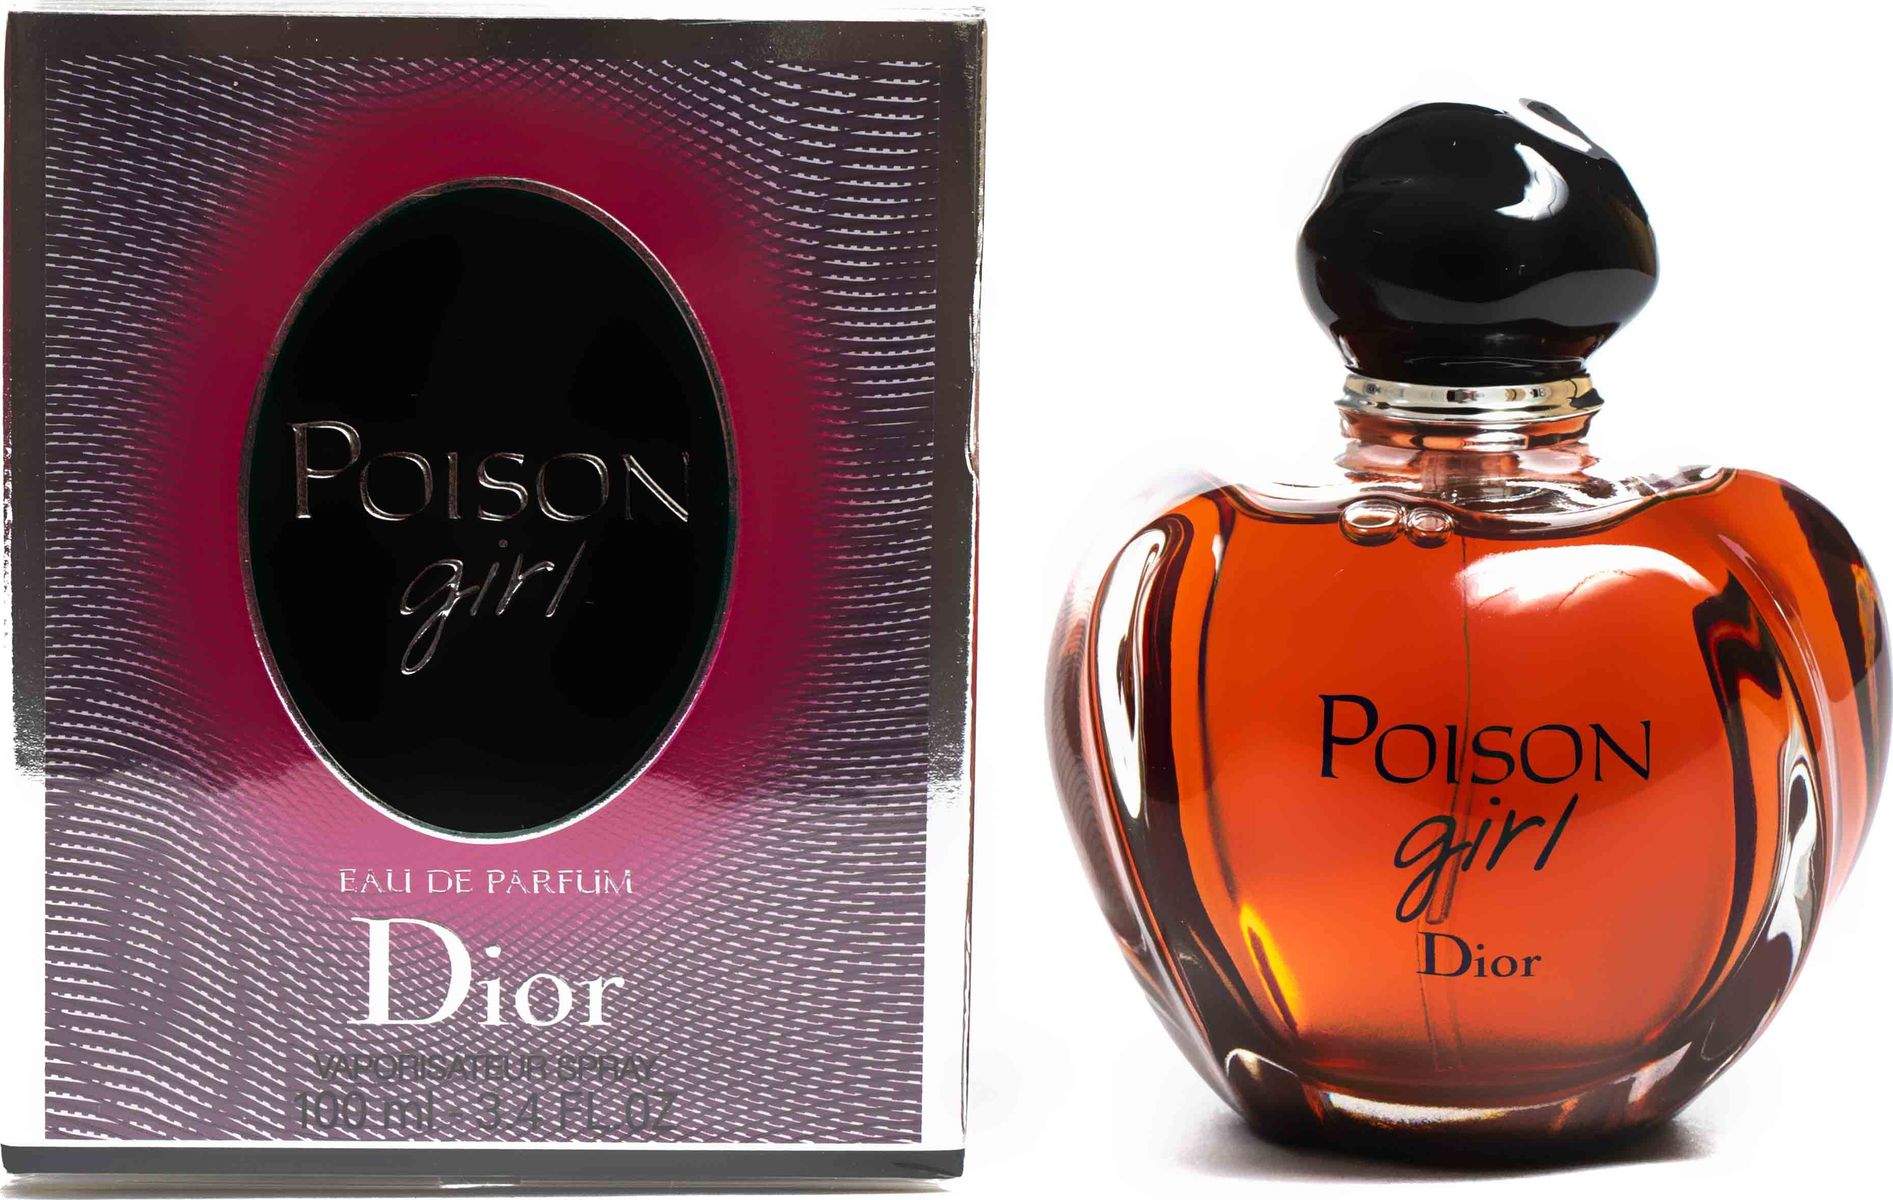 POISON
girl
EAU DE PARFUM
Dior
VAPORISATEUR SPRAY
100 ml - 3.4 FL.OZ
POISON
girl
Dior